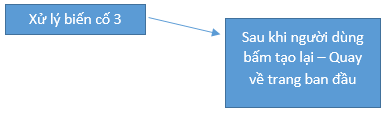 Xử lý biến cố 3
Sau khi người dùng
bấm tạo lại – Quay
về trang ban đầu